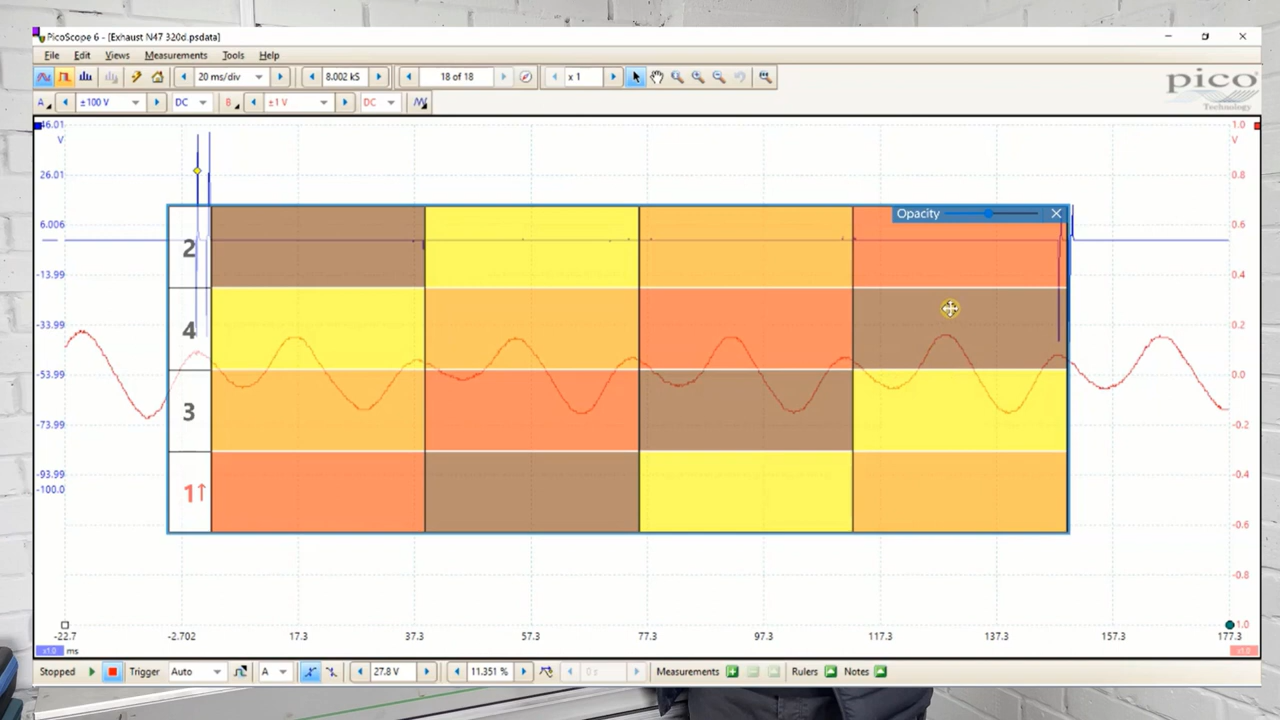 PicoScope 6 - [Exhaust N47 320d.psdata]
File Edit Views Measurements Tools Help
20 ms/div 8.002 kS 18 of 18 x 1
pico
Technology
A ±100 V DC B ±1 V DC
46.01 1.0
V V
26.01 0.8
6.006 0.6
-13.99 0.4
-33.99 0.2
-53.99 0.0
-73.99 -0.2
-93.99 -0.4
-100.0
-0.6
-0.8
-1.0
Opacity
2
4
3
1↑
-22.7 -2.702 17.3 37.3 57.3 77.3 97.3 117.3 137.3 157.3 177.3
x1.0 ms x1.0
Stopped Trigger Auto A 27.8 V 11.351 % 0 s Measurements Rulers Notes